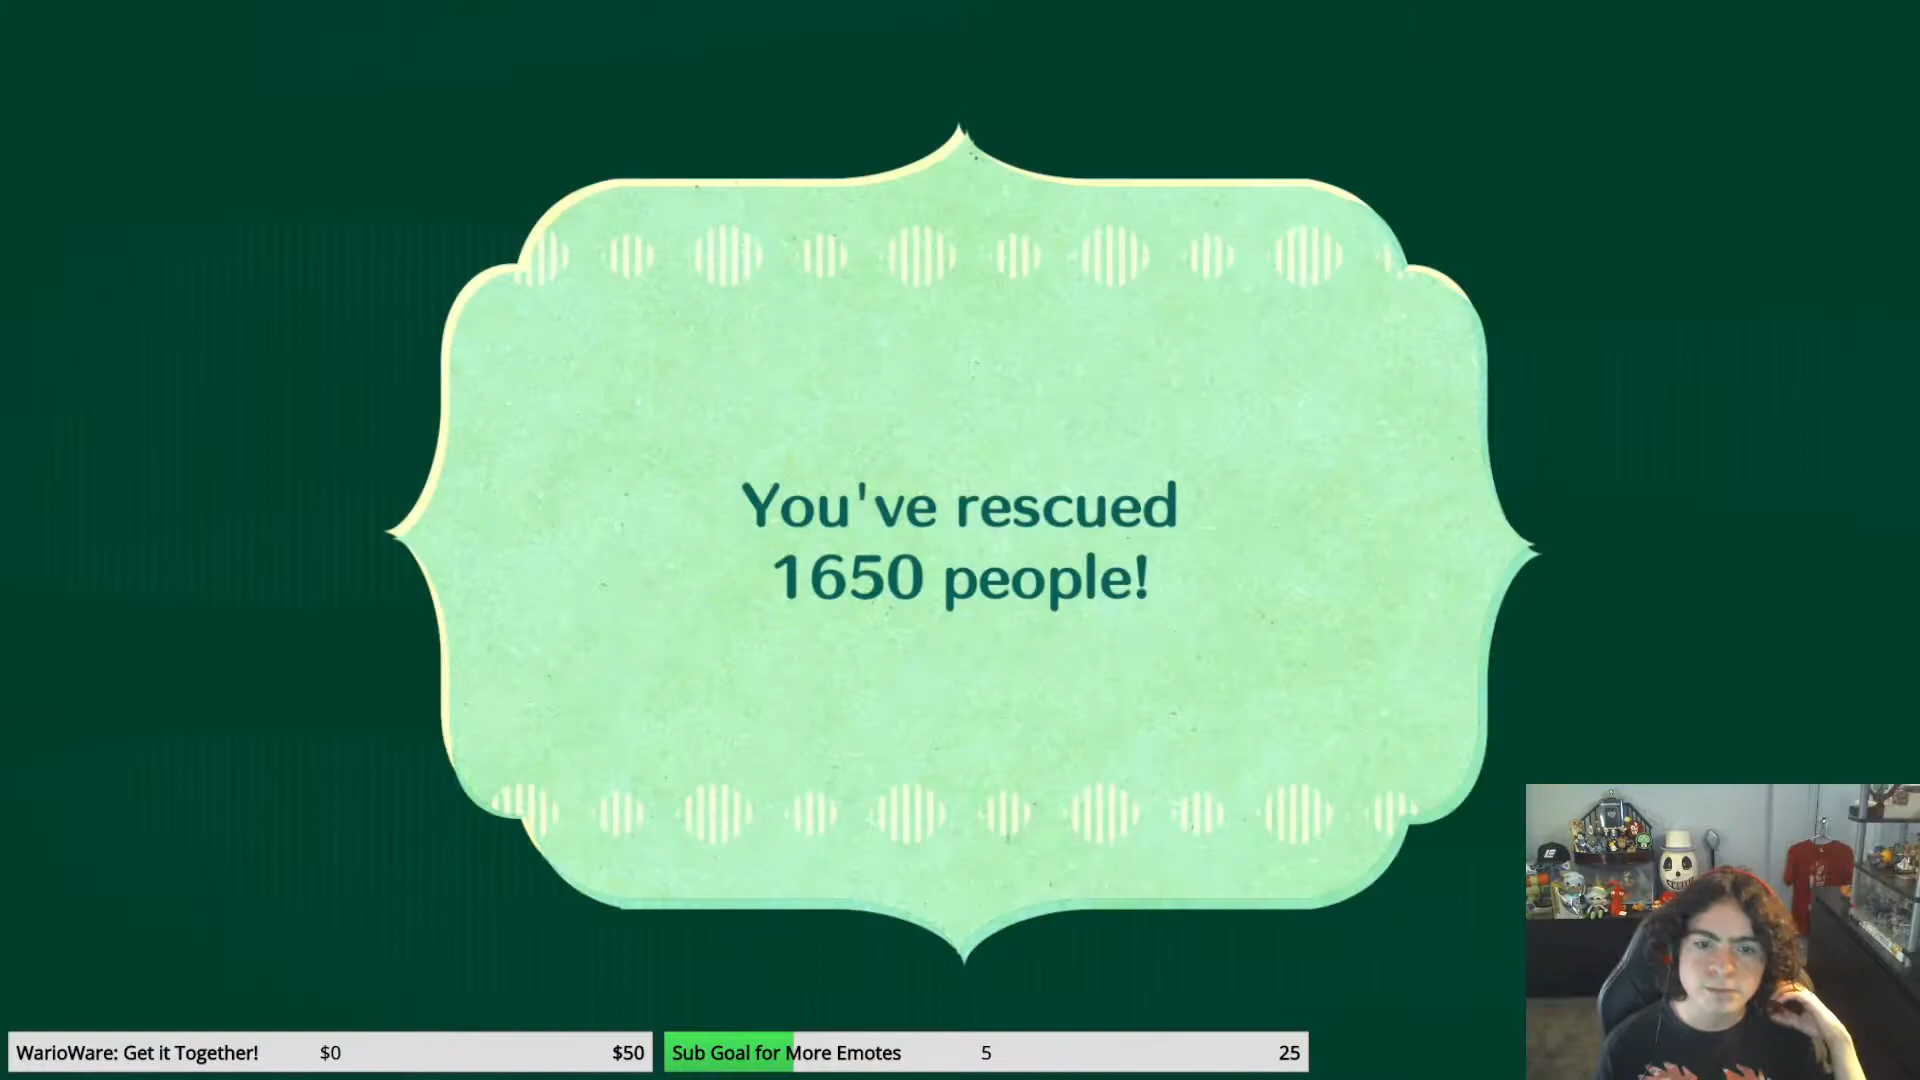 You've rescued
1650 people!
WarioWare: Get it Together! $0 $50
Sub Goal for More Emotes 5 25